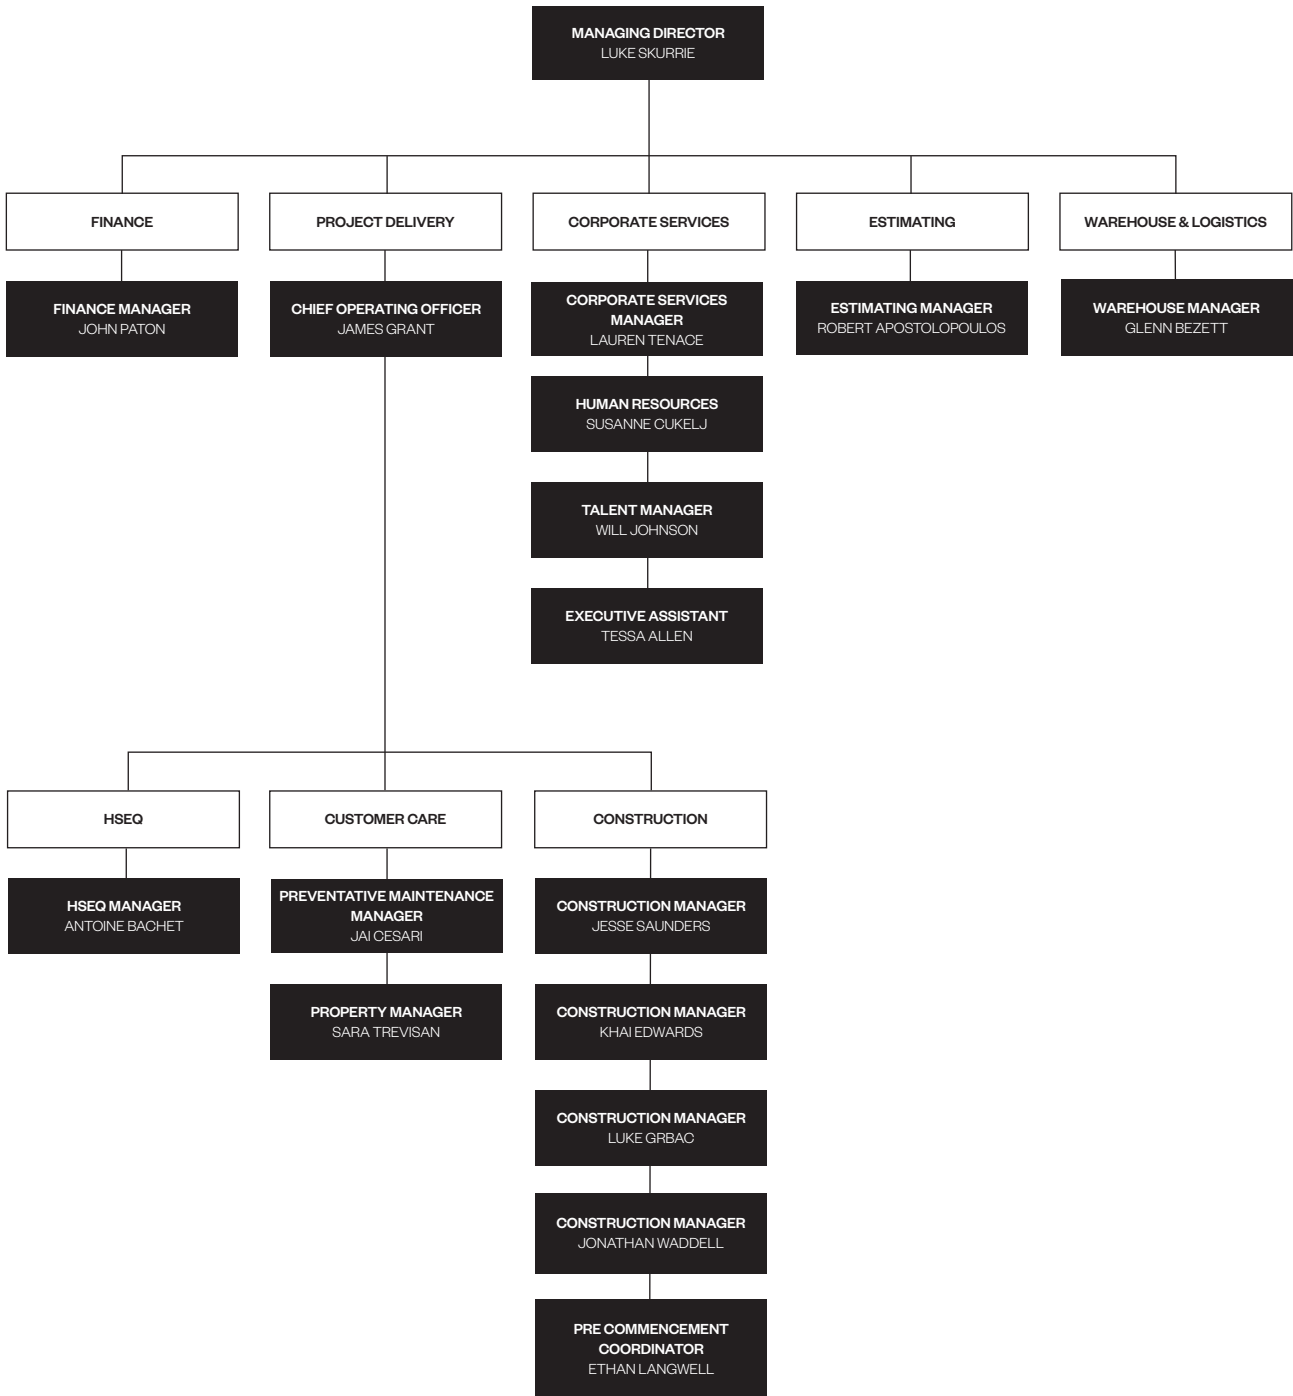 MANAGING DIRECTOR
LUKE SKURRIE
FINANCE
PROJECT DELIVERY
CORPORATE SERVICES
ESTIMATING
WAREHOUSE & LOGISTICS
FINANCE MANAGER
JOHN PATON
CHIEF OPERATING OFFICER
JAMES GRANT
CORPORATE SERVICES
MANAGER
LAUREN TENACE
ESTIMATING MANAGER
ROBERT APOSTOLOPOULOS
WAREHOUSE MANAGER
GLENN BEZETT
HUMAN RESOURCES
SUSANNE CUKELJ
TALENT MANAGER
WILL JOHNSON
EXECUTIVE ASSISTANT
TESSA ALLEN
HSEQ
CUSTOMER CARE
CONSTRUCTION
HSEQ MANAGER
ANTOINE BACHET
PREVENTATIVE MAINTENANCE
MANAGER
JAI CESARI
CONSTRUCTION MANAGER
JESSE SAUNDERS
PROPERTY MANAGER
SARA TREVISAN
CONSTRUCTION MANAGER
KHAI EDWARDS
CONSTRUCTION MANAGER
LUKE GRBAC
CONSTRUCTION MANAGER
JONATHAN WADDELL
PRE COMMENCEMENT
COORDINATOR
ETHAN LANGWELL